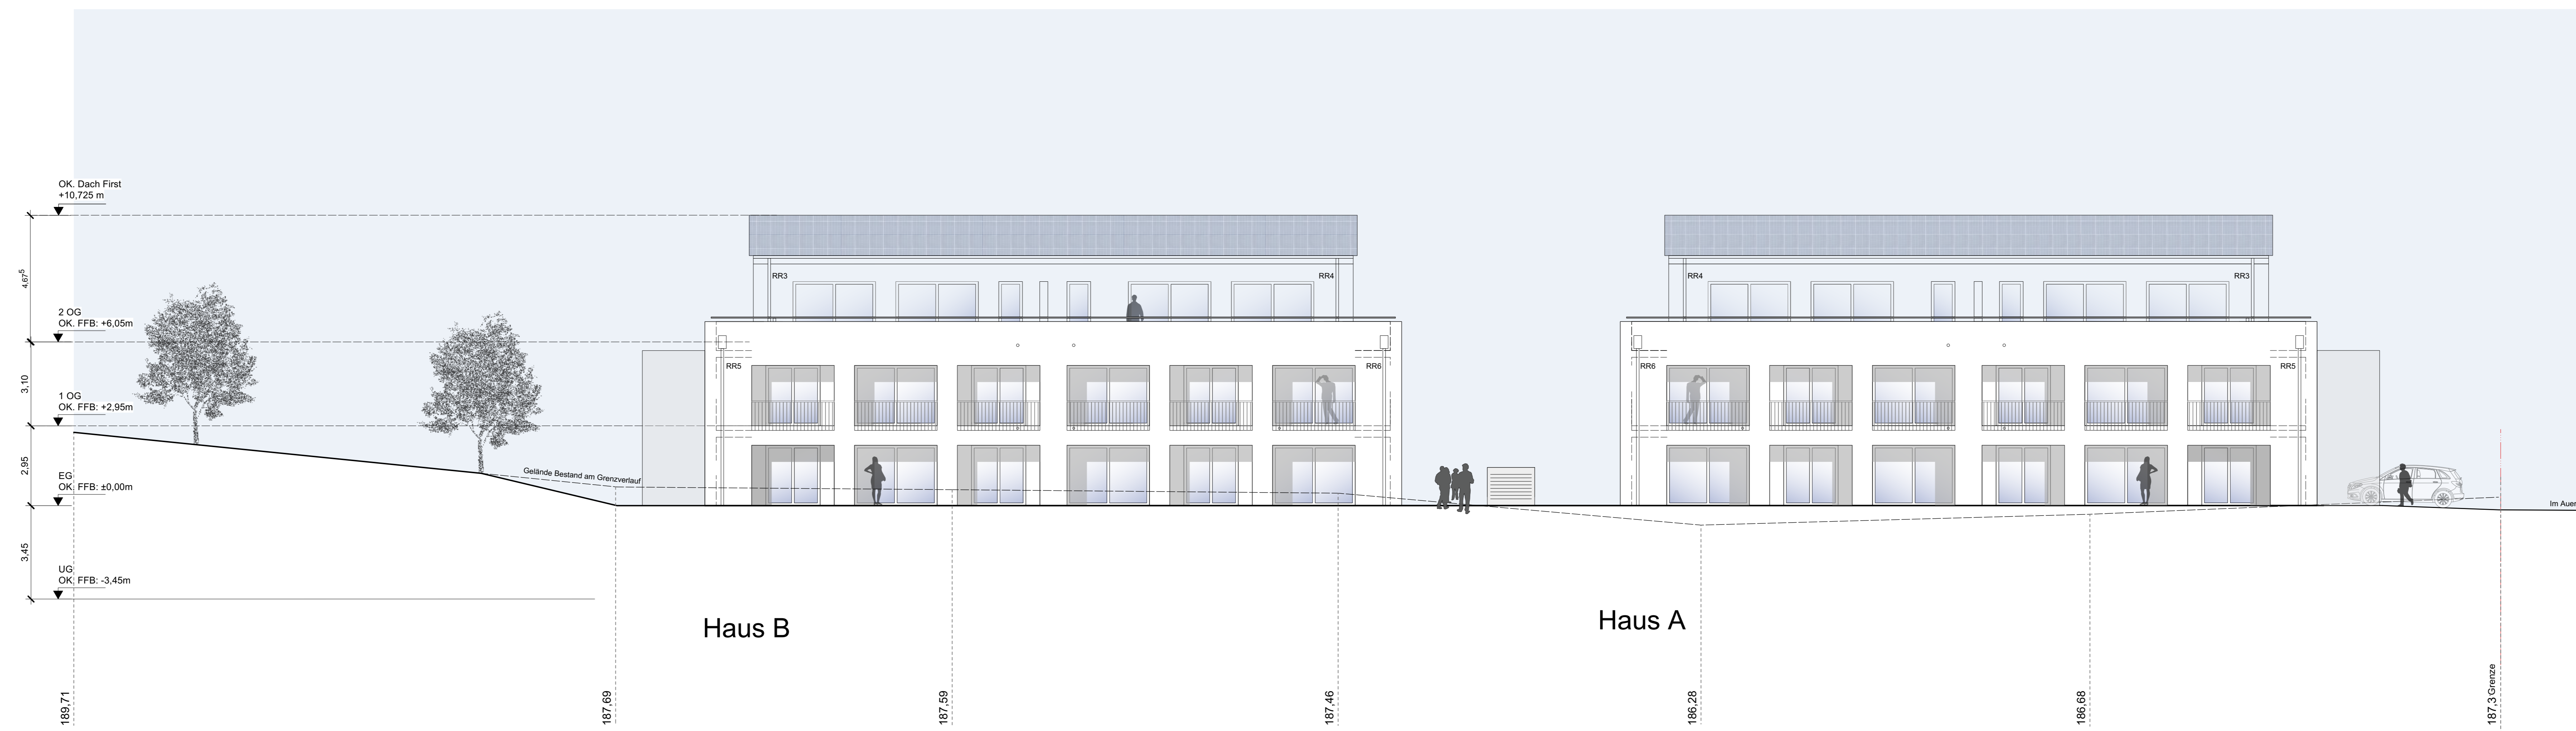 OK. Dach First
+10,725 m
4,67⁵
2 OG
OK. FFB: +6,05m
3,10
1 OG
OK. FFB: +2,95m
2,95
EG
OK. FFB: ±0,00m
3,45
UG
OK. FFB: -3,45m
Gelände Bestand am Grenzverlauf
RR3
RR4
RR5
RR6
RR4
RR3
RR6
RR5
Im Auer
Haus B
Haus A
189,71
187,69
187,59
187,46
186,28
186,68
187,3 Grenze